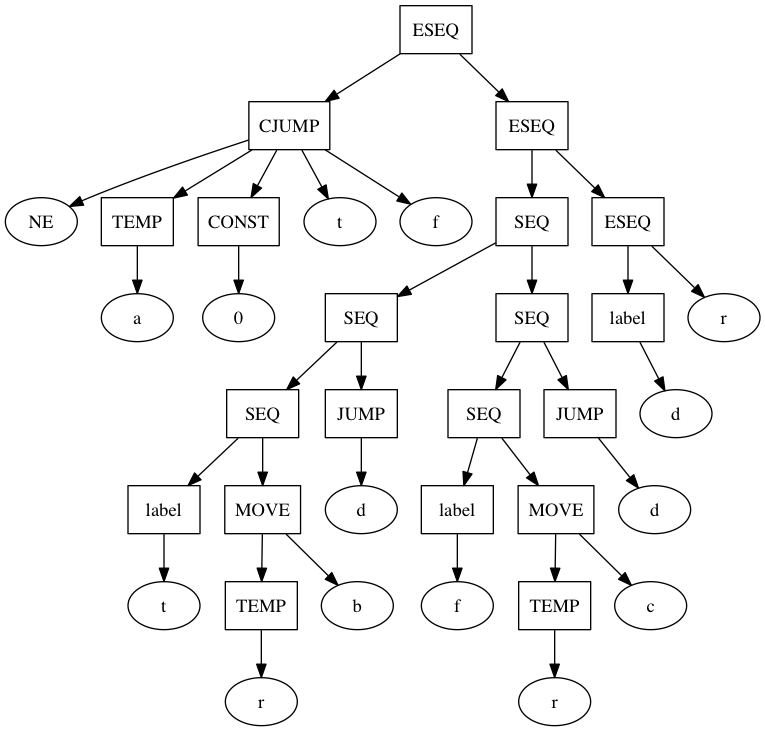 ESEQ
CJUMP ESEQ
NE TEMP CONST t f SEQ ESEQ
a 0 SEQ SEQ label r
SEQ JUMP SEQ JUMP d
label MOVE d label MOVE d
t TEMP b f TEMP c
r r